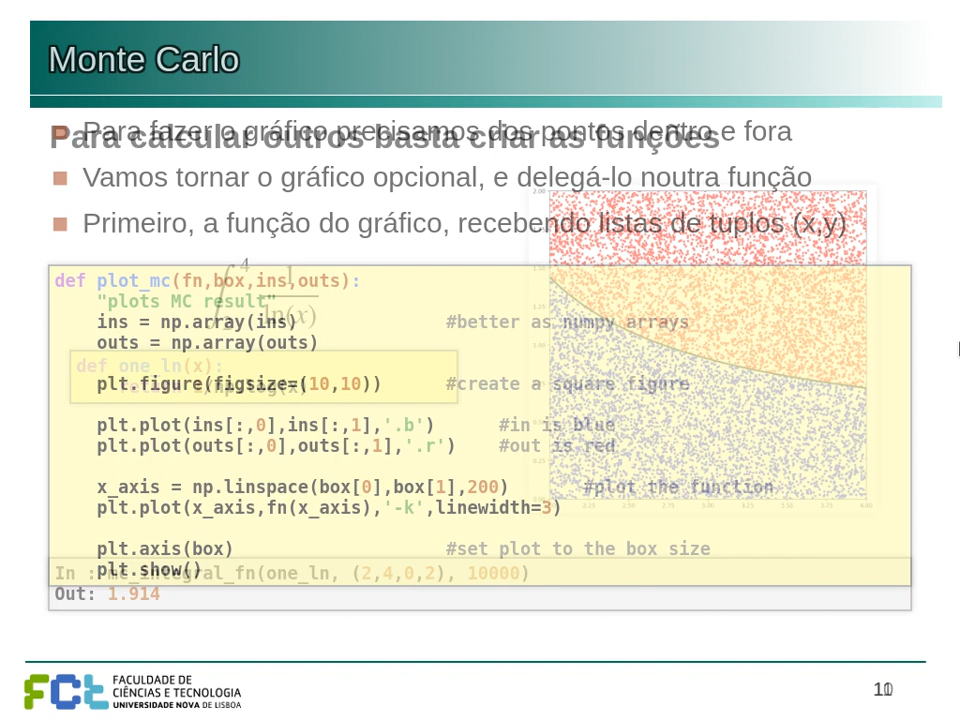 Monte Carlo
Para fazer o gráfico precisamos dos pontos dentro e fora
Para calcular outros basta criar as funções
Vamos tornar o gráfico opcional, e delegá-lo noutra função
Primeiro, a função do gráfico, recebendo listas de tuplos (x,y)
def plot_mc(fn,box,ins,outs):
"plots MC result"
ins = np.array(ins) #better as numpy arrays
outs = np.array(outs)
def one_ln(x):
plt.figure(figsize=(10,10)) #create a square figure
plt.plot(ins[:,0],ins[:,1],'.b') #in is blue
plt.plot(outs[:,0],outs[:,1],'.r') #out is red
x_axis = np.linspace(box[0],box[1],200) #plot the function
plt.plot(x_axis,fn(x_axis),'-k',linewidth=3)
plt.axis(box) #set plot to the box size
plt.show()
In : mc_integral_fn(one_ln, (2,4,0,2), 10000)
Out: 1.914
FACULDADE DE
CIÊNCIAS E TECNOLOGIA
UNIVERSIDADE NOVA DE LISBOA